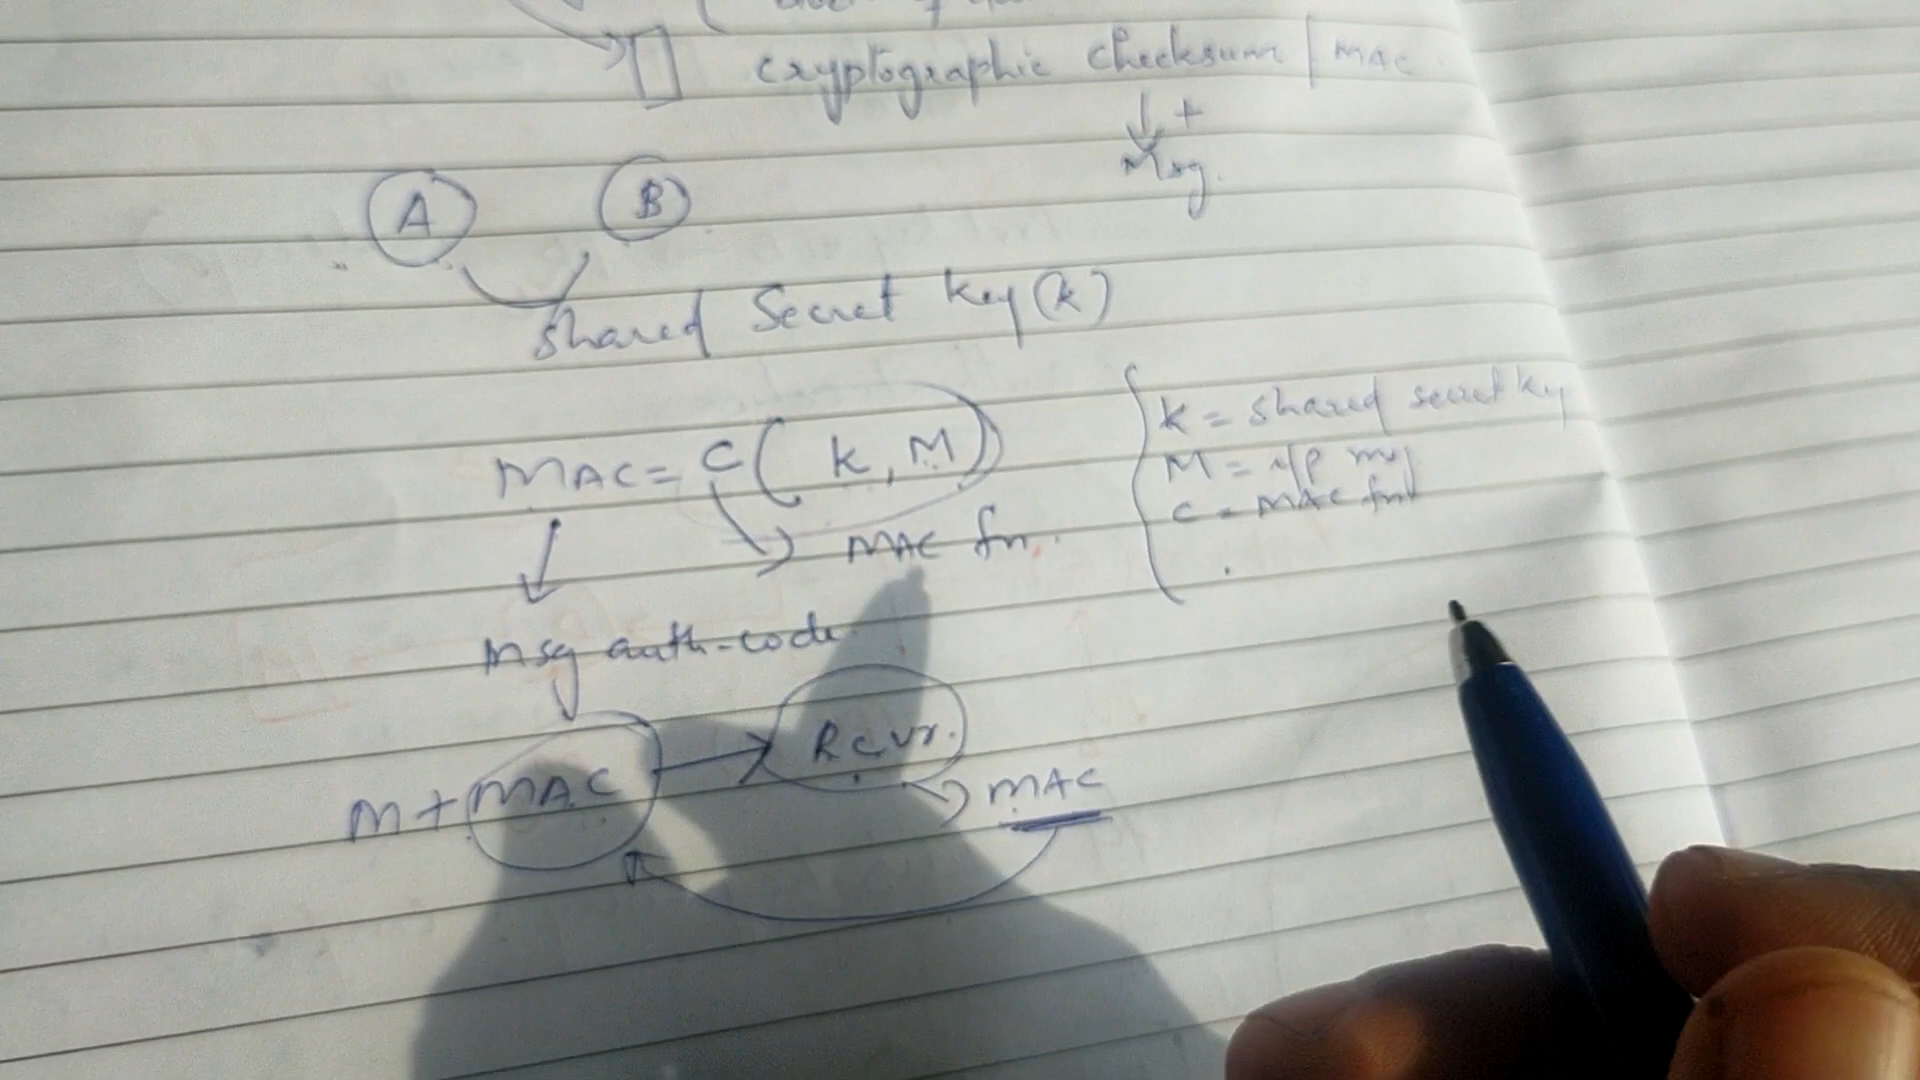 cryptographic checksum | MAC.
↓ +
Msg.
A B
shared Secret key (k)
MAC = C ( k, M )
→ MAC fn.
k = shared secret key
M = i/p msg
C = MAC fn
Msg auth-code.
M + MAC → Rcvr.
MAC